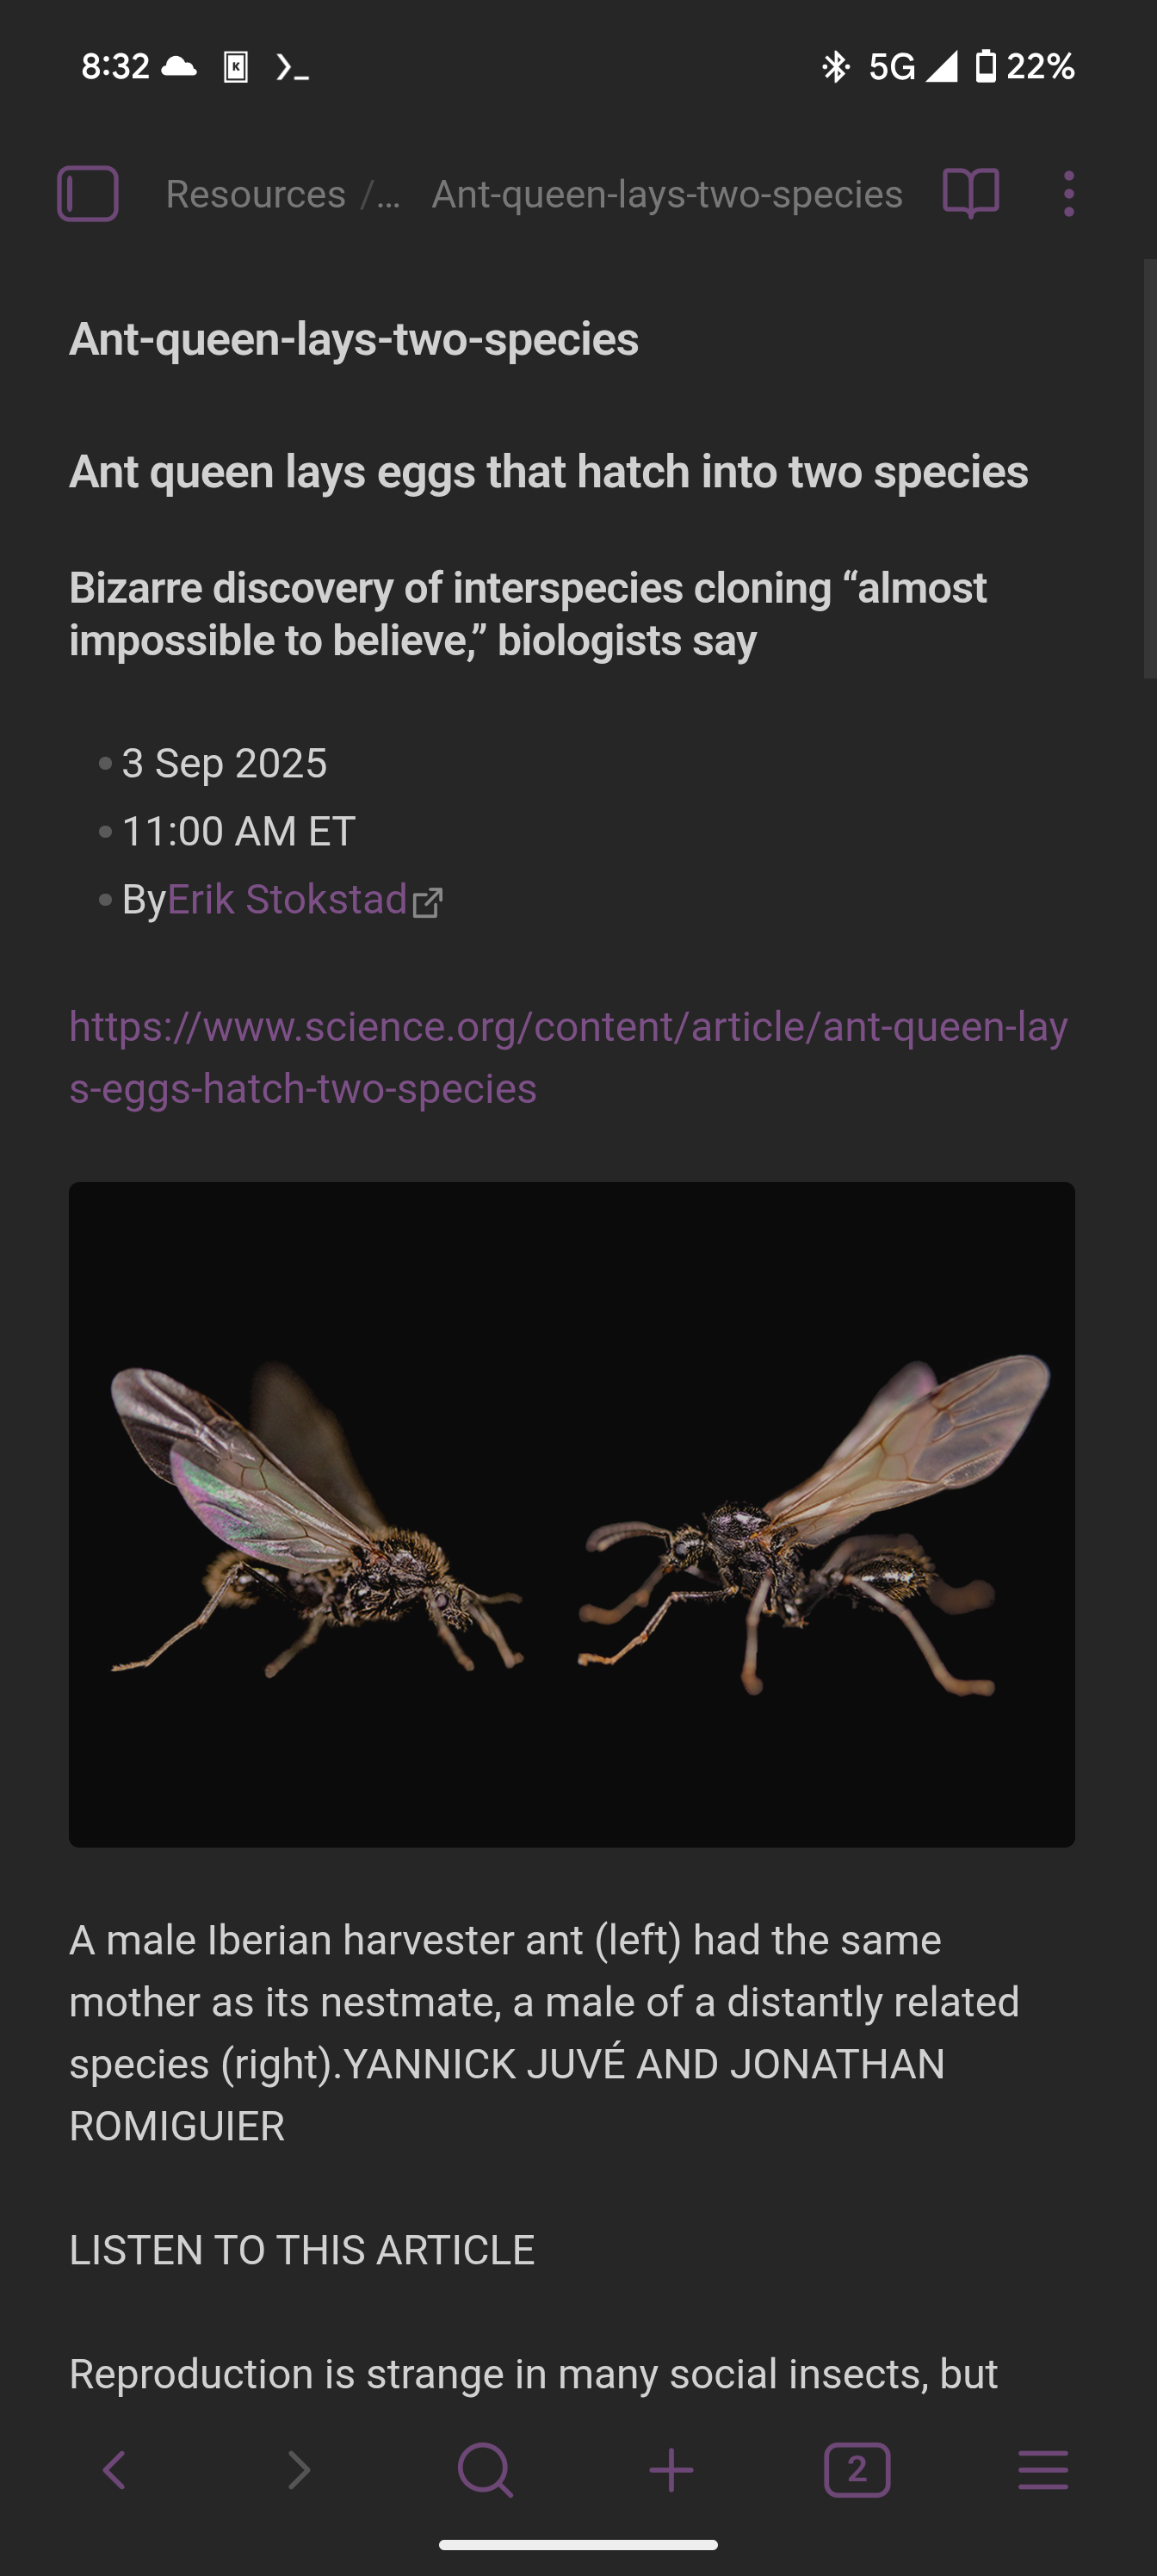 8:32 K 5G 22%
Resources /... Ant-queen-lays-two-species
Ant-queen-lays-two-species
Ant queen lays eggs that hatch into two species
Bizarre discovery of interspecies cloning “almost
impossible to believe,” biologists say
3 Sep 2025
11:00 AM ET
ByErik Stokstad
https://www.science.org/content/article/ant-queen-lay
s-eggs-hatch-two-species
A male Iberian harvester ant (left) had the same
mother as its nestmate, a male of a distantly related
species (right).YANNICK JUVÉ AND JONATHAN
ROMIGUIER
LISTEN TO THIS ARTICLE
Reproduction is strange in many social insects, but
2